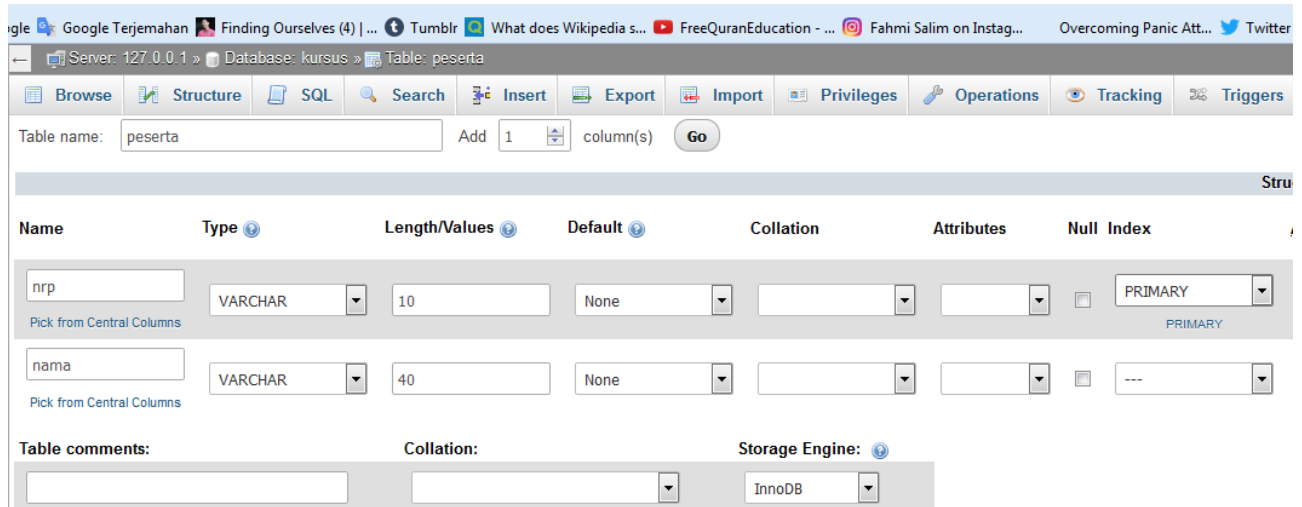 ogle Google Terjemahan Finding Ourselves (4) | ... Tumblr What does Wikipedia s... FreeQuranEducation - ... Fahmi Salim on Instag... Overcoming Panic Att... Twitter
Server: 127.0.0.1 » Database: kursus » Table: peserta
Browse Structure SQL Search Insert Export Import Privileges Operations Tracking Triggers
Table name: peserta Add 1 column(s) Go
Stru
Name Type Length/Values Default Collation Attributes Null Index
nrp VARCHAR 10 None PRIMARY
Pick from Central Columns PRIMARY
nama VARCHAR 40 None ---
Pick from Central Columns
Table comments: Collation: Storage Engine:
InnoDB